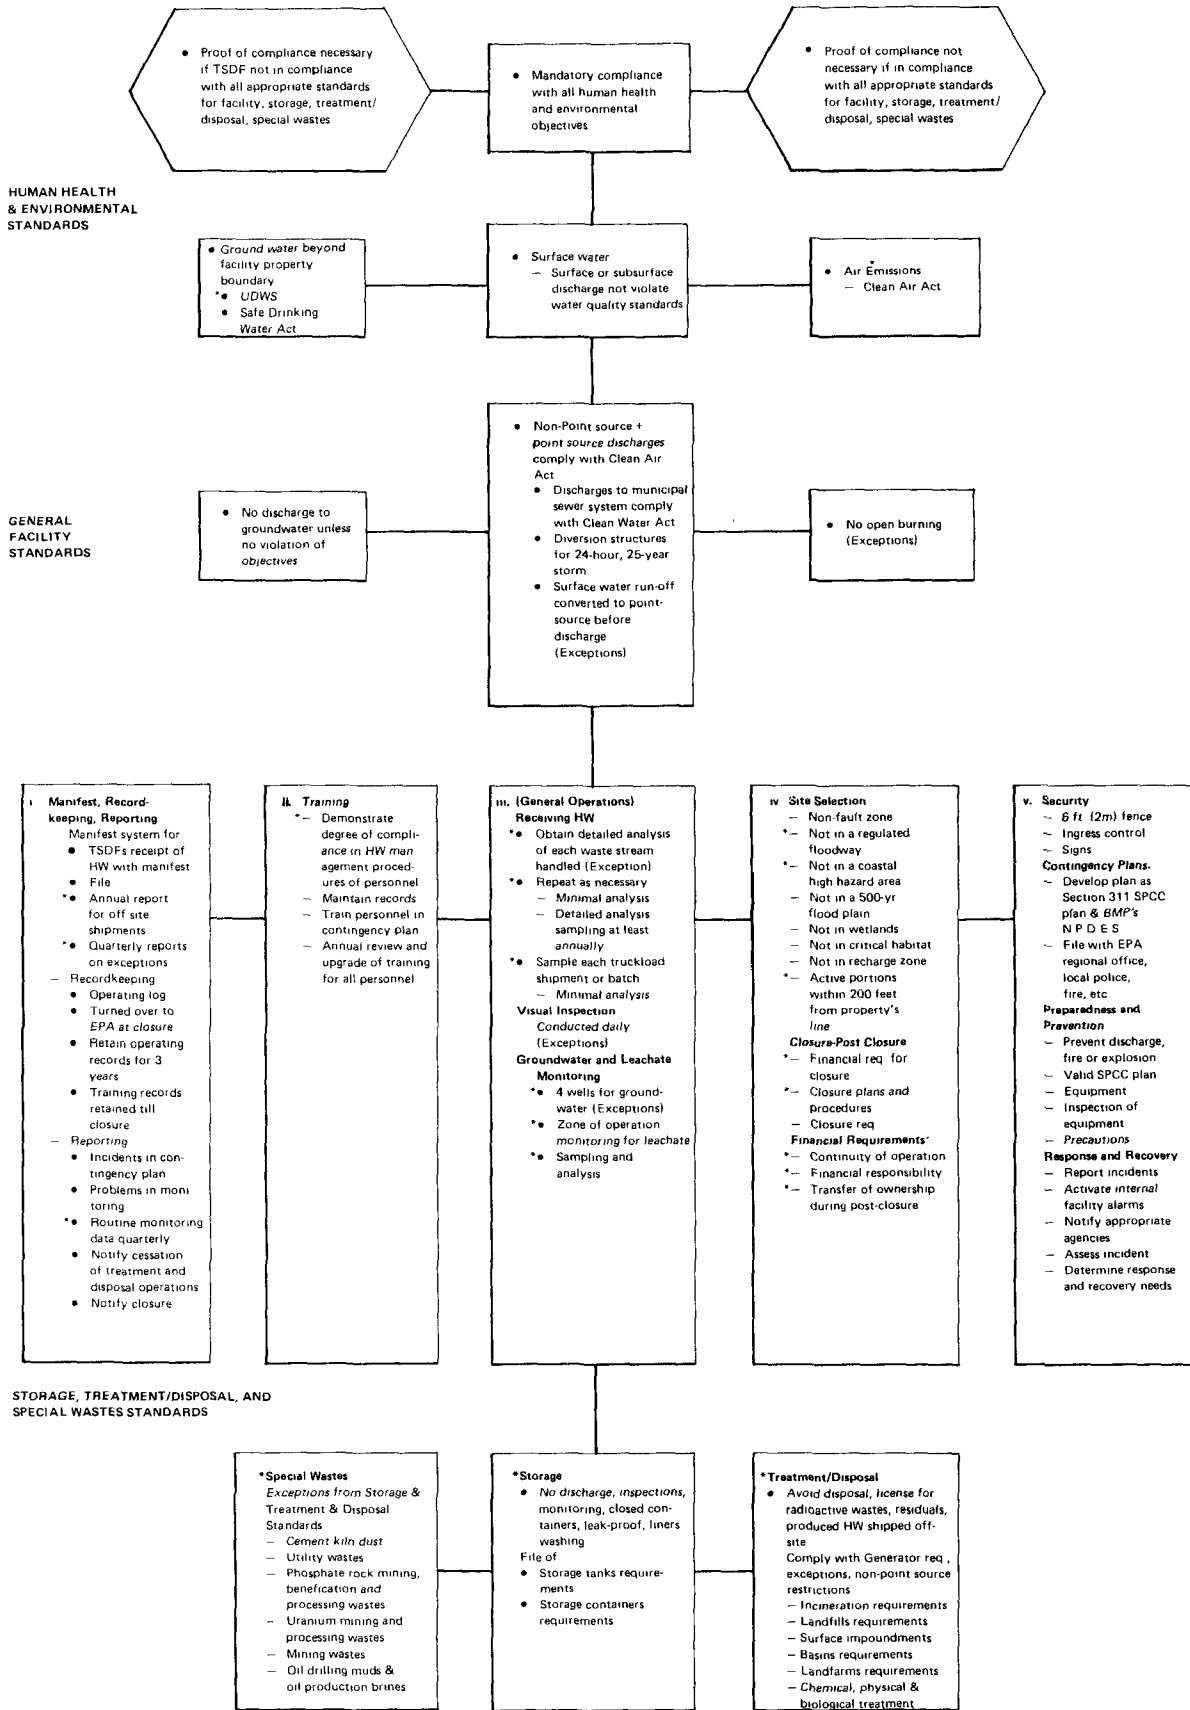 • Proof of compliance necessary
if TSDF not in compliance
with all appropriate standards
for facility, storage, treatment/
disposal, special wastes
• Mandatory compliance
with all human health
and environmental
objectives
• Proof of compliance not
necessary if in compliance
with all appropriate standards
for facility, storage, treatment/
disposal, special wastes
HUMAN HEALTH
& ENVIRONMENTAL
STANDARDS
• Ground water beyond
facility property
boundary
*• UDWS
• Safe Drinking
Water Act
• Surface water
— Surface or subsurface
discharge not violate
water quality standards
• Air Emissions
— Clean Air Act
GENERAL
FACILITY
STANDARDS
• No discharge to
groundwater unless
no violation of
objectives
• Non-Point source +
point source discharges
comply with Clean Air
Act
• Discharges to municipal
sewer system comply
with Clean Water Act
• Diversion structures
for 24-hour, 25-year
storm
• Surface water run-off
converted to point-
source before
discharge
(Exceptions)
• No open burning
(Exceptions)
i Manifest, Record-
keeping, Reporting
Manifest system for
• TSDFs receipt of
HW with manifest
• File
*• Annual report
for off site
shipments
*• Quarterly reports
on exceptions
— Recordkeeping
• Operating log
• Turned over to
EPA at closure
• Retain operating
records for 3
years
• Training records
retained till
closure
— Reporting
• Incidents in con-
tingency plan
• Problems in moni
toring
*• Routine monitoring
data quarterly
• Notify cessation
of treatment and
disposal operations
• Notify closure
ii. Training
*— Demonstrate
degree of compli-
ance in HW man
agement proced-
ures of personnel
— Maintain records
— Train personnel in
contingency plan
— Annual review and
upgrade of training
for all personnel
iii. (General Operations)
Receiving HW
*• Obtain detailed analysis
of each waste stream
handled (Exception)
*• Repeat as necessary
— Minimal analysis
— Detailed analysis
sampling at least
annually
*• Sample each truckload
shipment or batch
— Minimal analysis
Visual Inspection
Conducted daily
(Exceptions)
Groundwater and Leachate
Monitoring
*• 4 wells for ground-
water (Exceptions)
*• Zone of operation
monitoring for leachate
*• Sampling and
analysis
iv Site Selection
— Non-fault zone
*— Not in a regulated
floodway
*— Not in a coastal
high hazard area
— Not in a 500-yr
flood plain
— Not in wetlands
— Not in critical habitat
— Not in recharge zone
*— Active portions
within 200 feet
from property's
line
Closure-Post Closure
*— Financial req for
closure
*— Closure plans and
procedures
— Closure req
Financial Requirements'
*— Continuity of operation
*— Financial responsibility
*— Transfer of ownership
during post-closure
v. Security
— 6 ft (2m) fence
— Ingress control
— Signs
Contingency Plans.
— Develop plan as
Section 311 SPCC
plan & BMP's
N P D E S
— File with EPA
regional office,
local police,
fire, etc
Preparedness and
Prevention
— Prevent discharge,
fire or explosion
— Valid SPCC plan
— Equipment
— Inspection of
equipment
— Precautions
Response and Recovery
— Report incidents
— Activate internal
facility alarms
— Notify appropriate
agencies
— Assess incident
— Determine response
and recovery needs
STORAGE, TREATMENT/DISPOSAL, AND
SPECIAL WASTES STANDARDS
*Special Wastes
Exceptions from Storage &
Treatment & Disposal
Standards
— Cement kiln dust
— Utility wastes
— Phosphate rock mining,
benefication and
processing wastes
— Uranium mining and
processing wastes
— Mining wastes
— Oil drilling muds &
oil production brines
*Storage
• No discharge, inspections,
monitoring, closed con-
tainers, leak-proof, liners
washing
File of
• Storage tanks require-
ments
• Storage containers
requirements
*Treatment/Disposal
• Avoid disposal, license for
radioactive wastes, residuals,
produced HW shipped off-
site
Comply with Generator req ,
exceptions, non-point source
restrictions
— Incineration requirements
— Landfills requirements
— Surface impoundments
— Basins requirements
— Landfarms requirements
— Chemical, physical &
biological treatment